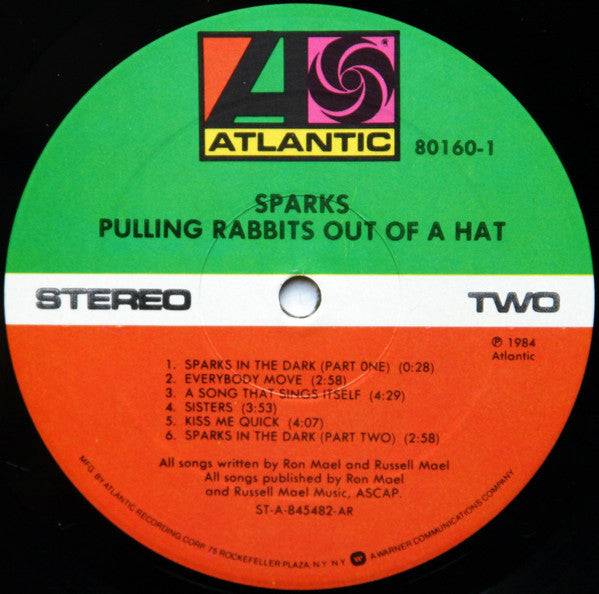 ATLANTIC
®
80160-1
SPARKS
PULLING RABBITS OUT OF A HAT
STEREO
TWO
℗ 1984
Atlantic
1. SPARKS IN THE DARK (PART 0NE) (0:28)
2. EVERYBODY MOVE (2:58)
3. A SONG THAT SINGS ITSELF (4:29)
4. SISTERS (3:53)
5. KISS ME QUICK (4:07)
6. SPARKS IN THE DARK (PART TWO) (2:58)
All songs written by Ron Mael and Russell Mael
All songs published by Ron Mael
and Russell Mael Music, ASCAP.
ST-A-845482-AR
MFG. BY ATLANTIC RECORDING CORP. 75 ROCKEFELLER PLAZA, N.Y. N.Y. A WARNER COMMUNICATIONS COMPANY